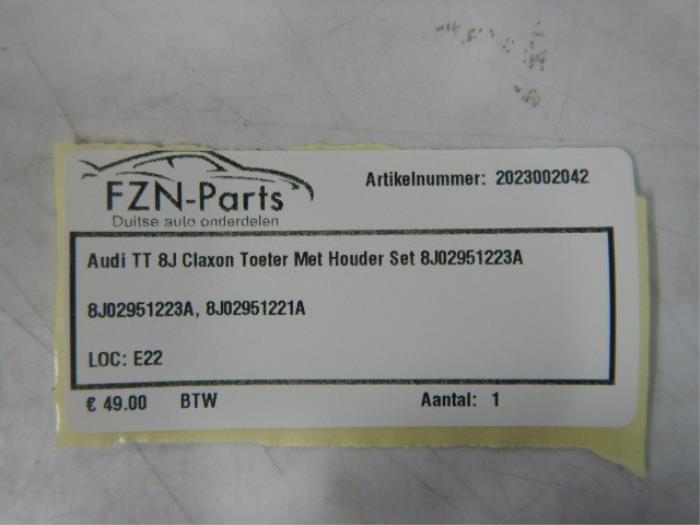 FZN-Parts
Duitse auto onderdelen
Artikelnummer: 2023002042
Audi TT 8J Claxon Toeter Met Houder Set 8J02951223A
8J02951223A, 8J02951221A
LOC: E22
€ 49.00 BTW Aantal: 1